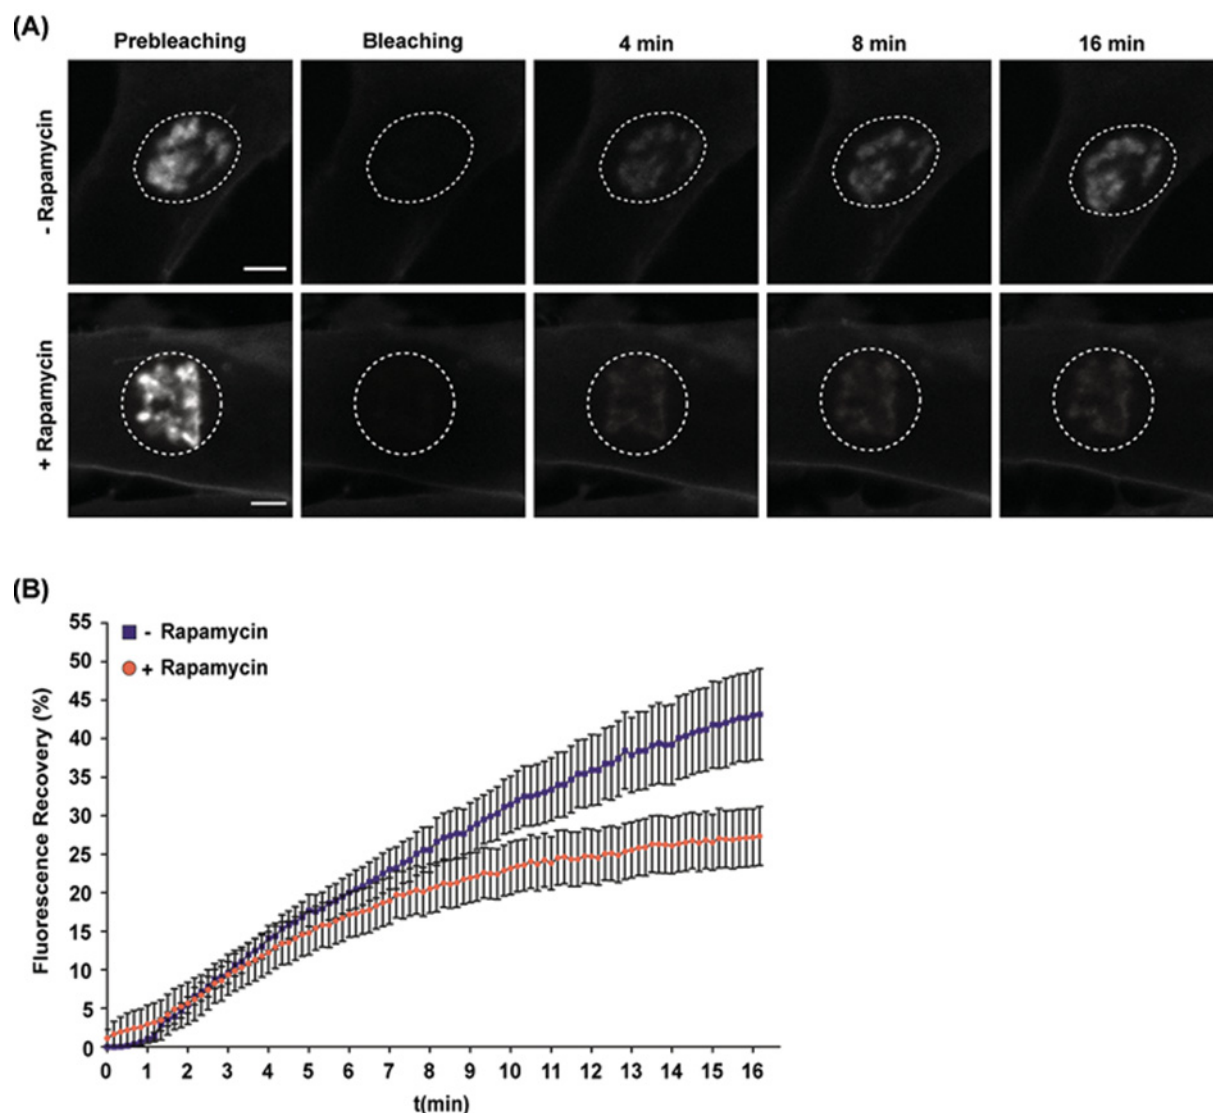 (A)
Prebleaching Bleaching 4 min 8 min 16 min
- Rapamycin
+ Rapamycin
(B)
- Rapamycin
+ Rapamycin
Fluorescence Recovery (%)
55
50
45
40
35
30
25
20
15
10
5
0
0 1 2 3 4 5 6 7 8 9 10 11 12 13 14 15 16
t(min)